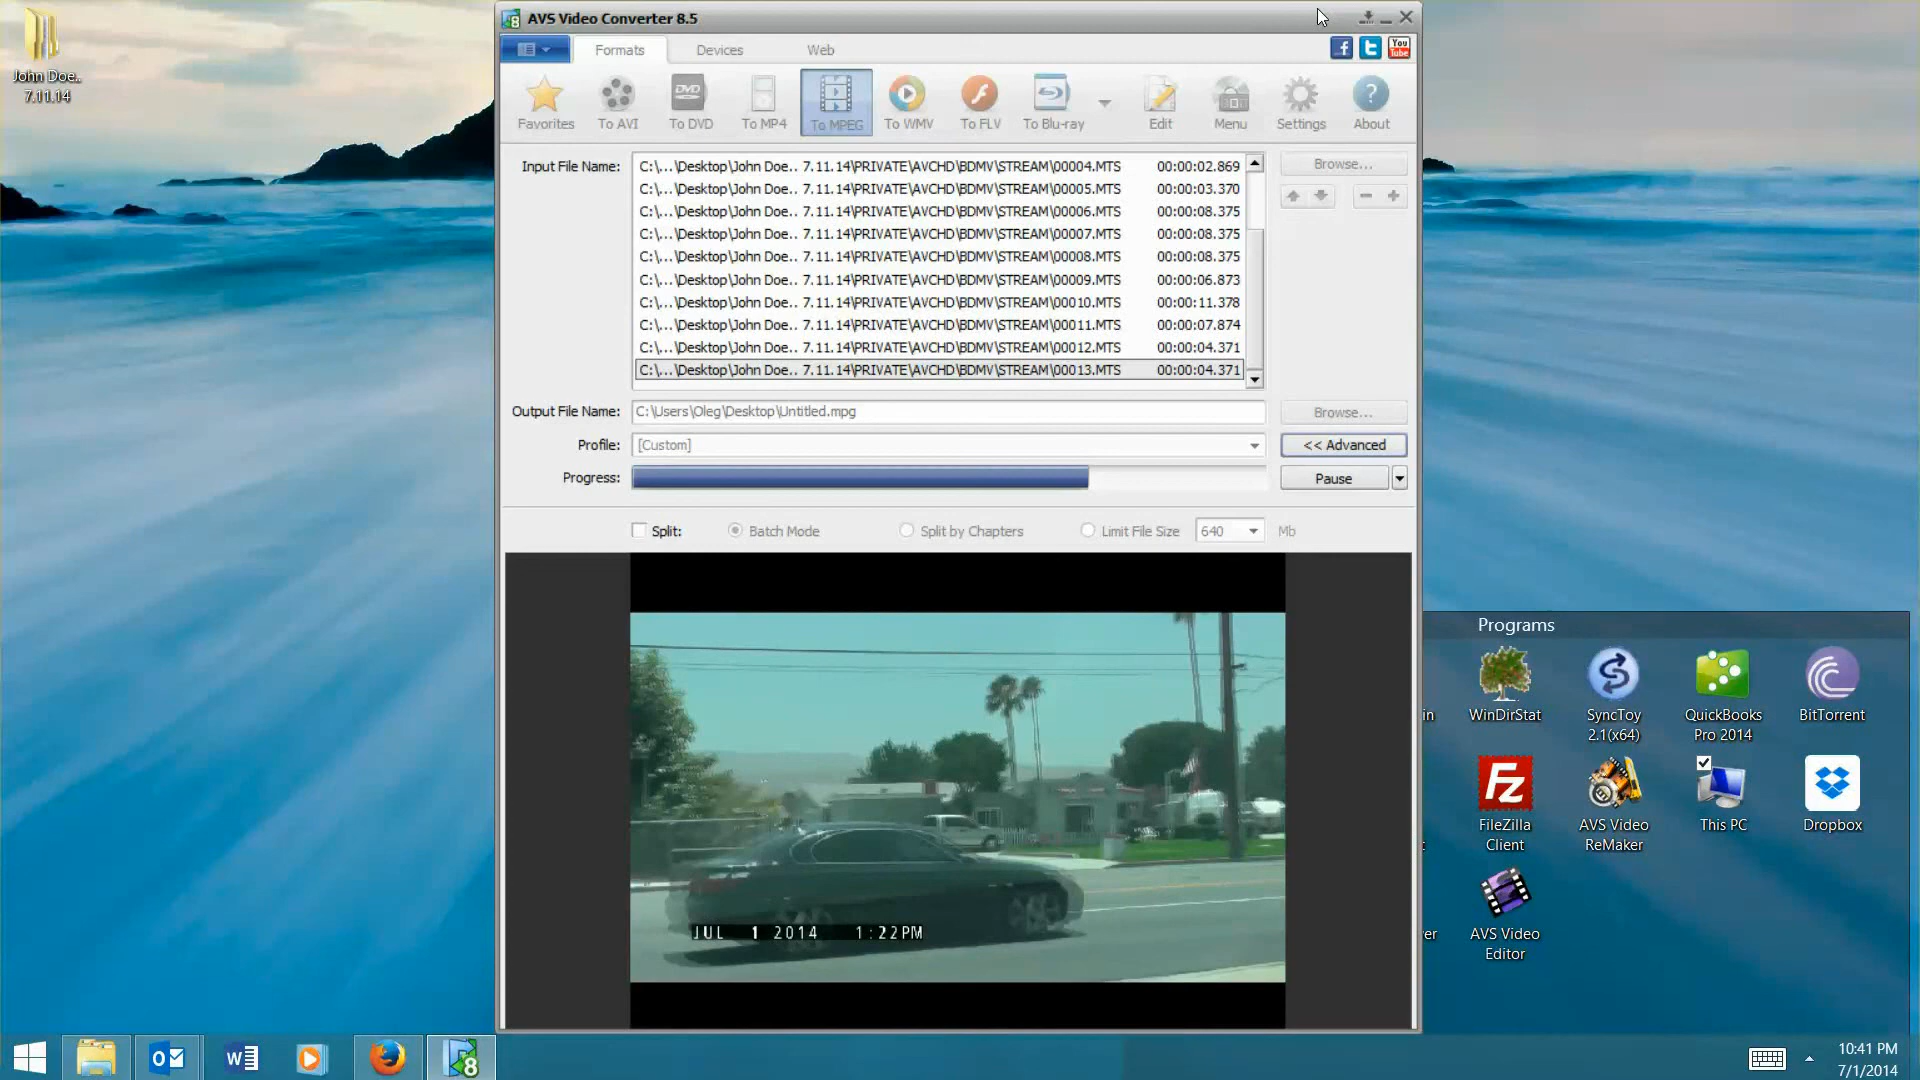 John Doe..
7.11.14
AVS Video Converter 8.5
Formats
Devices
Web
You
Tube
Favorites
To AVI
To DVD
To MP4
To MPEG
To WMV
To FLV
To Blu-ray
Edit
Menu
Settings
About
Input File Name:
C:\...\Desktop\John Doe.. 7.11.14\PRIVATE\AVCHD\BDMV\STREAM\00004.MTS 00:00:02.869
C:\...\Desktop\John Doe.. 7.11.14\PRIVATE\AVCHD\BDMV\STREAM\00005.MTS 00:00:03.370
C:\...\Desktop\John Doe.. 7.11.14\PRIVATE\AVCHD\BDMV\STREAM\00006.MTS 00:00:08.375
C:\...\Desktop\John Doe.. 7.11.14\PRIVATE\AVCHD\BDMV\STREAM\00007.MTS 00:00:08.375
C:\...\Desktop\John Doe.. 7.11.14\PRIVATE\AVCHD\BDMV\STREAM\00008.MTS 00:00:08.375
C:\...\Desktop\John Doe.. 7.11.14\PRIVATE\AVCHD\BDMV\STREAM\00009.MTS 00:00:06.873
C:\...\Desktop\John Doe.. 7.11.14\PRIVATE\AVCHD\BDMV\STREAM\00010.MTS 00:00:11.378
C:\...\Desktop\John Doe.. 7.11.14\PRIVATE\AVCHD\BDMV\STREAM\00011.MTS 00:00:07.874
C:\...\Desktop\John Doe.. 7.11.14\PRIVATE\AVCHD\BDMV\STREAM\00012.MTS 00:00:04.371
C:\...\Desktop\John Doe.. 7.11.14\PRIVATE\AVCHD\BDMV\STREAM\00013.MTS 00:00:04.371
Browse...
Output File Name: C:\Users\Oleg\Desktop\Untitled.mpg Browse...
Profile: [Custom] << Advanced
Progress: Pause
Split: Batch Mode Split by Chapters Limit File Size 640 Mb
JUL 1 2014 1:22PM
Programs
WinDirStat
SyncToy
2.1(x64)
QuickBooks
Pro 2014
BitTorrent
FileZilla
Client
AVS Video
ReMaker
This PC
Dropbox
AVS Video
Editor
10:41 PM
7/1/2014